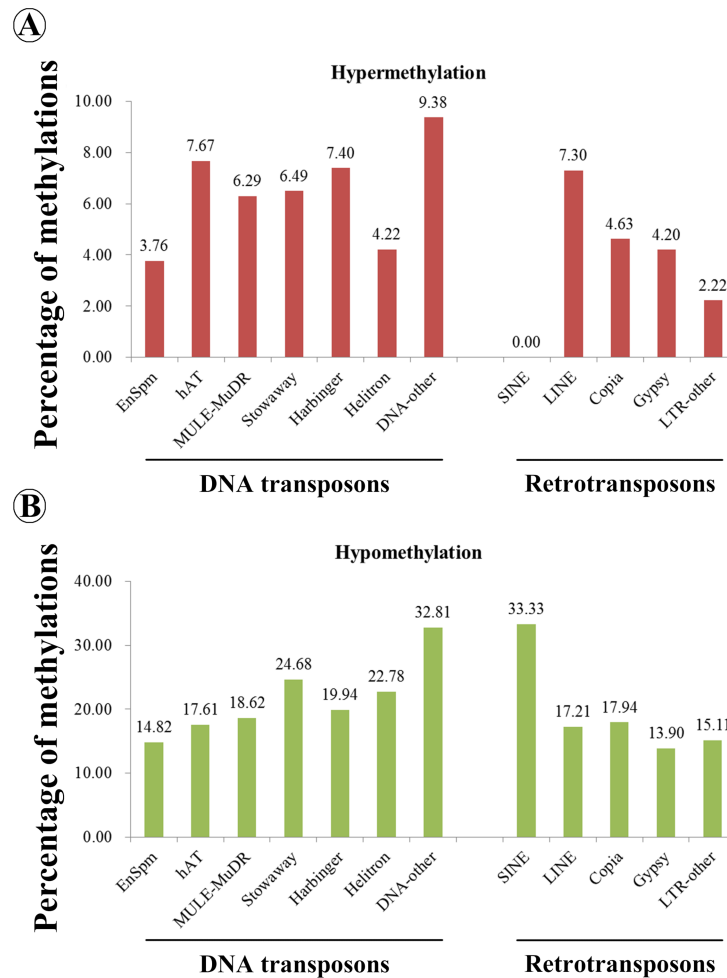 A
Hypermethylation
Percentage of methylations
10.00
8.00
6.00
4.00
2.00
0.00
3.76
7.67
6.29
6.49
7.40
4.22
9.38
0.00
7.30
4.63
4.20
2.22
EnSpm
hAT
MULE-MuDR
Stowaway
Harbinger
Helitron
DNA-other
SINE
LINE
Copia
Gypsy
LTR-other
DNA transposons
Retrotransposons
B
Hypomethylation
Percentage of methylations
40.00
30.00
20.00
10.00
0.00
14.82
17.61
18.62
24.68
19.94
22.78
32.81
33.33
17.21
17.94
13.90
15.11
EnSpm
hAT
MULE-MuDR
Stowaway
Harbinger
Helitron
DNA-other
SINE
LINE
Copia
Gypsy
LTR-other
DNA transposons
Retrotransposons